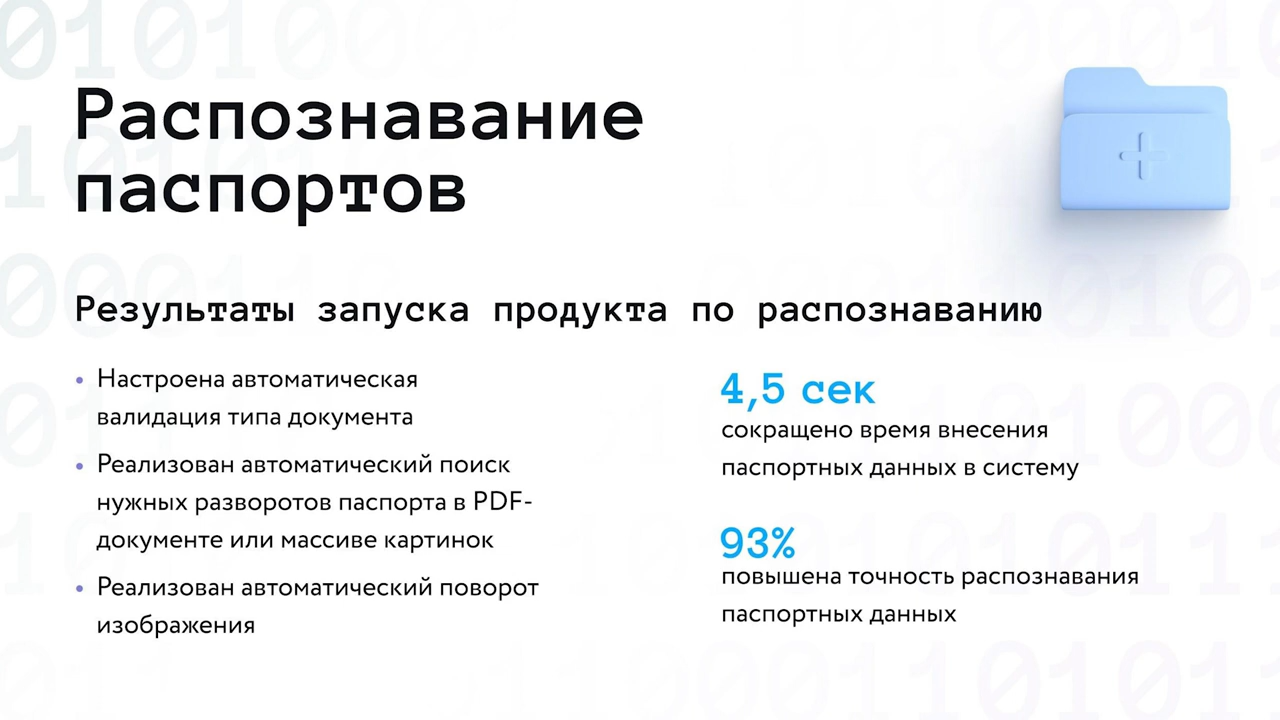 Распознавание
паспортов
Результаты запуска продукта по распознаванию
• Настроена автоматическая
валидация типа документа
• Реализован автоматический поиск
нужных разворотов паспорта в PDF-
документе или массиве картинок
• Реализован автоматический поворот
изображения
4,5 сек
сокращено время внесения
паспортных данных в систему
93%
повышена точность распознавания
паспортных данных